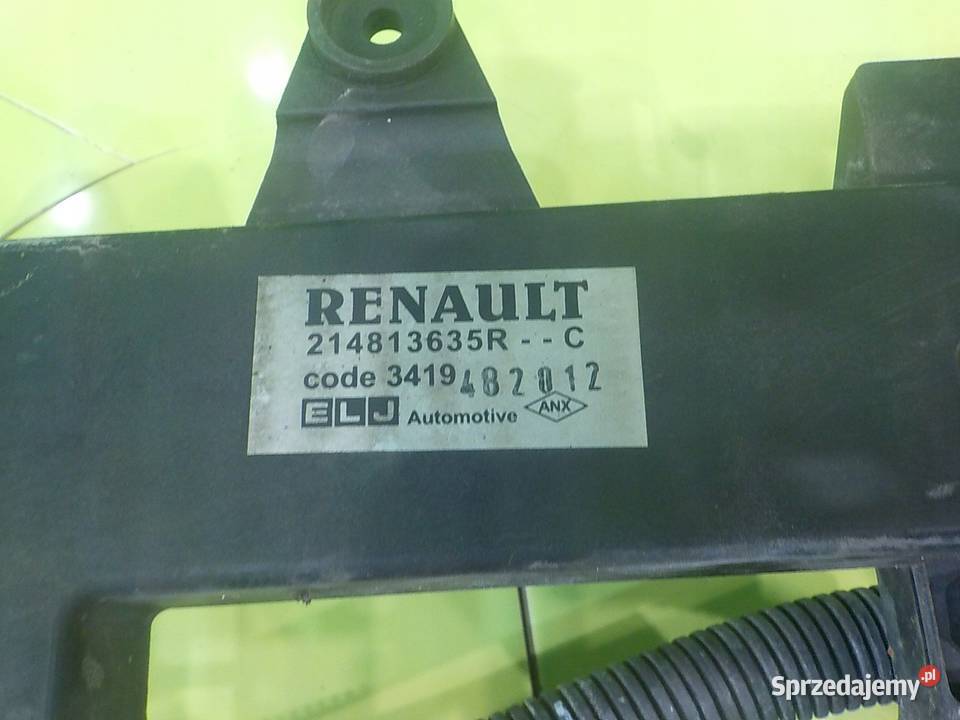 RENAULT
214813635R - - C
code 3419 482012
ELJ Automotive ANX
Sprzedajemy.pl